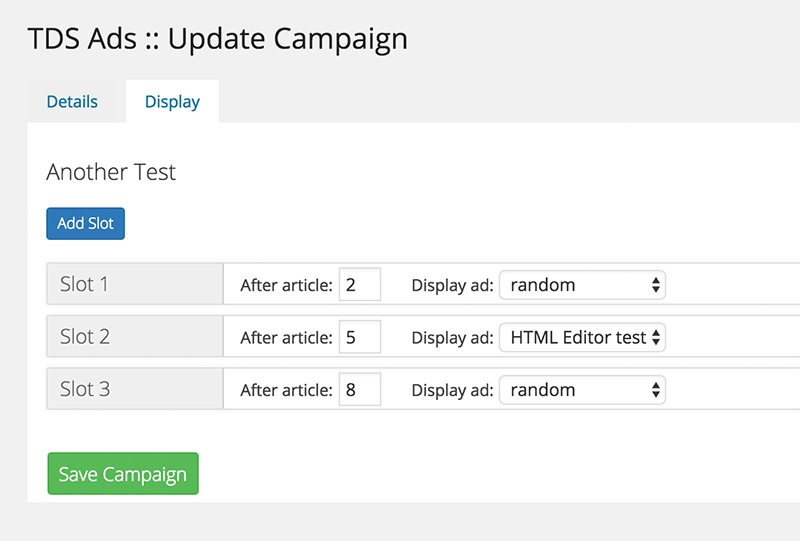 TDS Ads :: Update Campaign
Details Display
Another Test
Add Slot
Slot 1 After article: 2 Display ad: random
Slot 2 After article: 5 Display ad: HTML Editor test
Slot 3 After article: 8 Display ad: random
Save Campaign